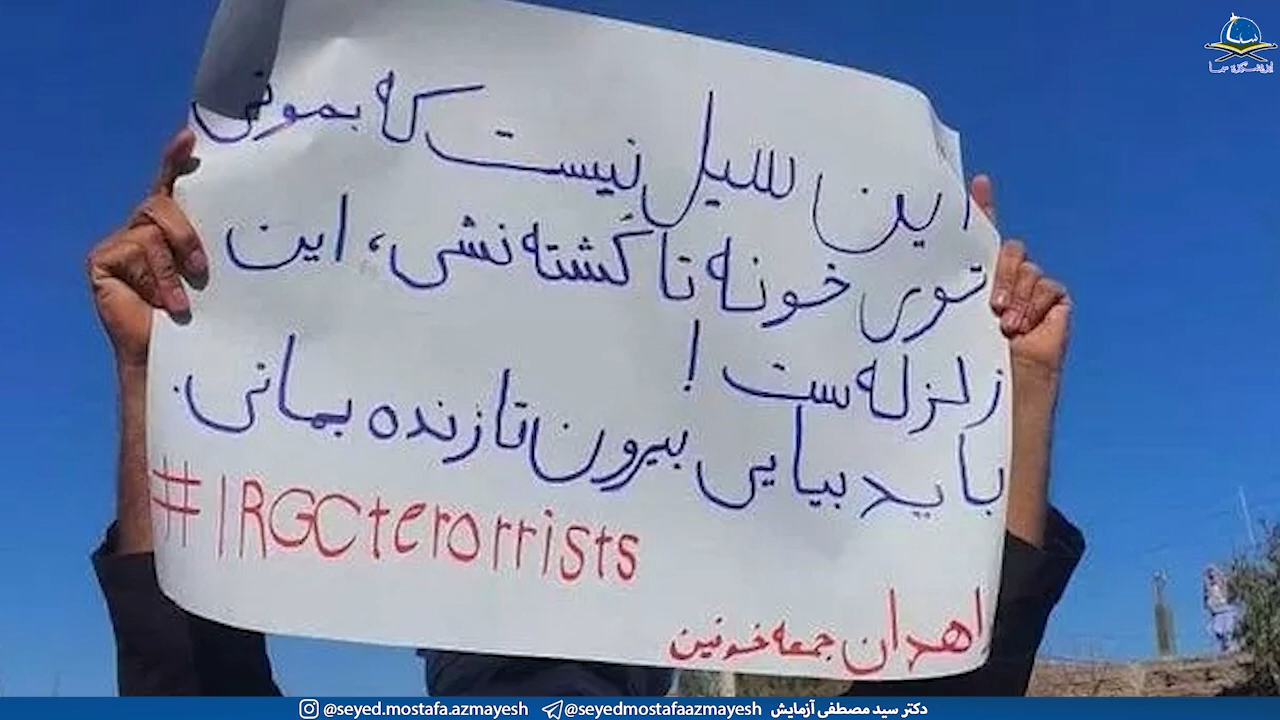 این سیل نیست که بمونی
توی خونه تا کشته نشی، این
زلزله ست !
باید بیایی بیرون تا زنده بمانی.
#IRGCterorrists
زاهدان جمعه خونین
@seyed.mostafa.azmayesh @seyedmostafaazmayesh دکتر سید مصطفی آزمایش